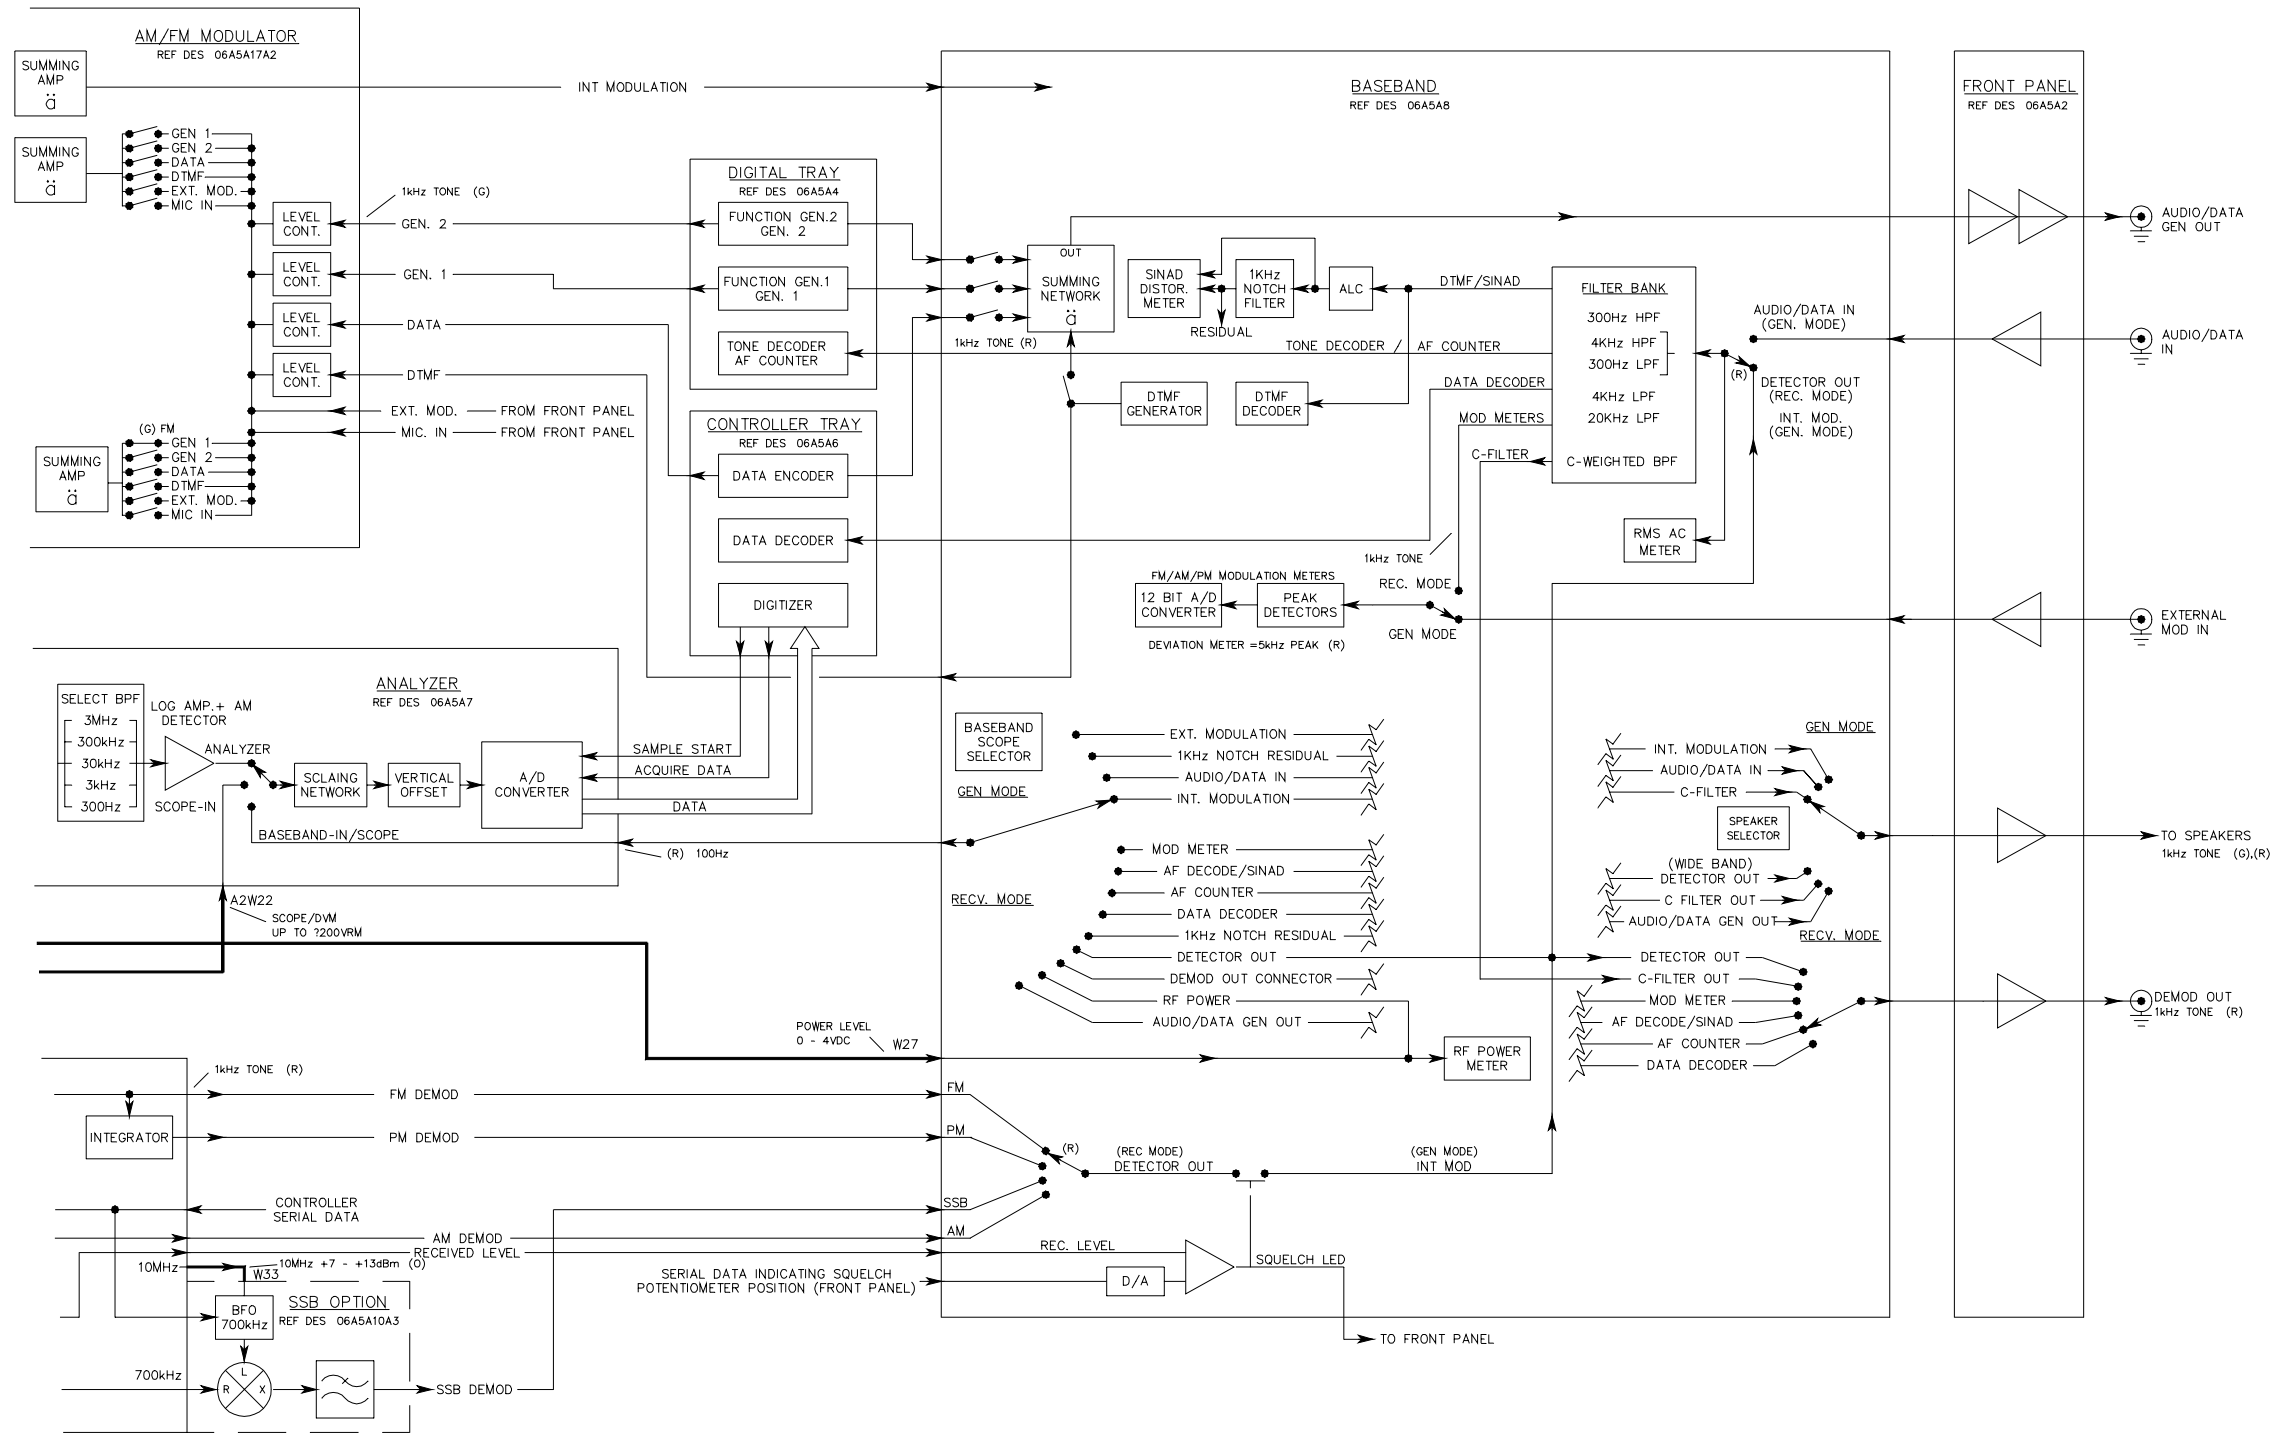 AM/FM MODULATOR
REF DES 06A5A17A2
SUMMING
AMP
ä
INT MODULATION
SUMMING
AMP
ä
GEN 1
GEN 2
DATA
DTMF
EXT. MOD.
MIC IN
1kHz TONE (G)
LEVEL
CONT.
GEN. 2
LEVEL
CONT.
GEN. 1
LEVEL
CONT.
DATA
LEVEL
CONT.
DTMF
EXT. MOD.
FROM FRONT PANEL
MIC. IN
FROM FRONT PANEL
(G) FM
SUMMING
AMP
ä
GEN 1
GEN 2
DATA
DTMF
EXT. MOD.
MIC IN
DIGITAL TRAY
REF DES 06A5A4
FUNCTION GEN.2
GEN. 2
FUNCTION GEN.1
GEN. 1
TONE DECODER
AF COUNTER
CONTROLLER TRAY
REF DES 06A5A6
DATA ENCODER
DATA DECODER
DIGITIZER
BASEBAND
REF DES 06A5A8
OUT
SUMMING
NETWORK
ä
1kHz TONE (R)
SINAD
DISTOR.
METER
1KHz
NOTCH
FILTER
ALC
RESIDUAL
DTMF/SINAD
TONE DECODER / AF COUNTER
DATA DECODER
MOD METERS
C-FILTER
DTMF
GENERATOR
DTMF
DECODER
FILTER BANK
300Hz HPF
4KHz HPF
300Hz LPF
4KHz LPF
20KHz LPF
C-WEIGHTED BPF
AUDIO/DATA IN
(GEN. MODE)
(R)
DETECTOR OUT
(REC. MODE)
INT. MOD.
(GEN. MODE)
RMS AC
METER
1kHz TONE
REC. MODE
GEN MODE
FM/AM/PM MODULATION METERS
12 BIT A/D
CONVERTER
PEAK
DETECTORS
DEVIATION METER =5kHz PEAK (R)
FRONT PANEL
REF DES 06A5A2
AUDIO/DATA
GEN OUT
AUDIO/DATA
IN
EXTERNAL
MOD IN
ANALYZER
REF DES 06A5A7
SELECT BPF
3MHz
300kHz
30kHz
3kHz
300Hz
LOG AMP.+ AM
DETECTOR
ANALYZER
SCOPE-IN
SCLAING
NETWORK
VERTICAL
OFFSET
A/D
CONVERTER
SAMPLE START
ACQUIRE DATA
DATA
BASEBAND-IN/SCOPE
(R) 100Hz
A2W22
SCOPE/DVM
UP TO ?200VRM
BASEBAND
SCOPE
SELECTOR
GEN MODE
EXT. MODULATION
1KHz NOTCH RESIDUAL
AUDIO/DATA IN
INT. MODULATION
RECV. MODE
MOD METER
AF DECODE/SINAD
AF COUNTER
DATA DECODER
1KHz NOTCH RESIDUAL
DETECTOR OUT
DEMOD OUT CONNECTOR
RF POWER
AUDIO/DATA GEN OUT
GEN MODE
INT. MODULATION
AUDIO/DATA IN
C-FILTER
SPEAKER
SELECTOR
TO SPEAKERS
1kHz TONE (G),(R)
(WIDE BAND)
DETECTOR OUT
C FILTER OUT
AUDIO/DATA GEN OUT
RECV. MODE
DETECTOR OUT
C-FILTER OUT
MOD METER
AF DECODE/SINAD
AF COUNTER
DATA DECODER
DEMOD OUT
1kHz TONE (R)
POWER LEVEL
0 - 4VDC
W27
RF POWER
METER
1kHz TONE (R)
FM DEMOD
FM
INTEGRATOR
PM DEMOD
PM
(R)
(REC MODE)
DETECTOR OUT
(GEN MODE)
INT MOD
CONTROLLER
SERIAL DATA
SSB
AM DEMOD
AM
RECEIVED LEVEL
REC. LEVEL
10MHz
10MHz +7 - +13dBm (0)
W33
SERIAL DATA INDICATING SQUELCH
POTENTIOMETER POSITION (FRONT PANEL)
D/A
SQUELCH LED
TO FRONT PANEL
SSB OPTION
REF DES 06A5A10A3
BFO
700kHz
700kHz
L
R
X
SSB DEMOD